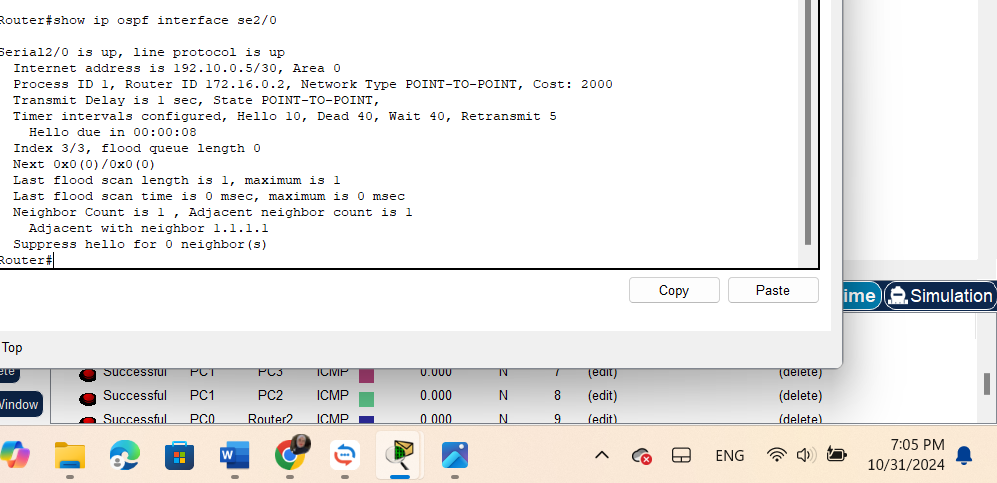 Router#show ip ospf interface se2/0
Serial2/0 is up, line protocol is up
Internet address is 192.10.0.5/30, Area 0
Process ID 1, Router ID 172.16.0.2, Network Type POINT-TO-POINT, Cost: 2000
Transmit Delay is 1 sec, State POINT-TO-POINT,
Timer intervals configured, Hello 10, Dead 40, Wait 40, Retransmit 5
Hello due in 00:00:08
Index 3/3, flood queue length 0
Next 0x0(0)/0x0(0)
Last flood scan length is 1, maximum is 1
Last flood scan time is 0 msec, maximum is 0 msec
Neighbor Count is 1 , Adjacent neighbor count is 1
Adjacent with neighbor 1.1.1.1
Suppress hello for 0 neighbor(s)
Router#
Copy Paste
ime Simulation
Top
ete Successful PC1 PC3 ICMP 0.000 N 7 (edit) (delete)
Window Successful PC1 PC2 ICMP 0.000 N 8 (edit) (delete)
Successful PC0 Router2 ICMP 0.000 N 9 (edit) (delete)
ENG 7:05 PM
10/31/2024